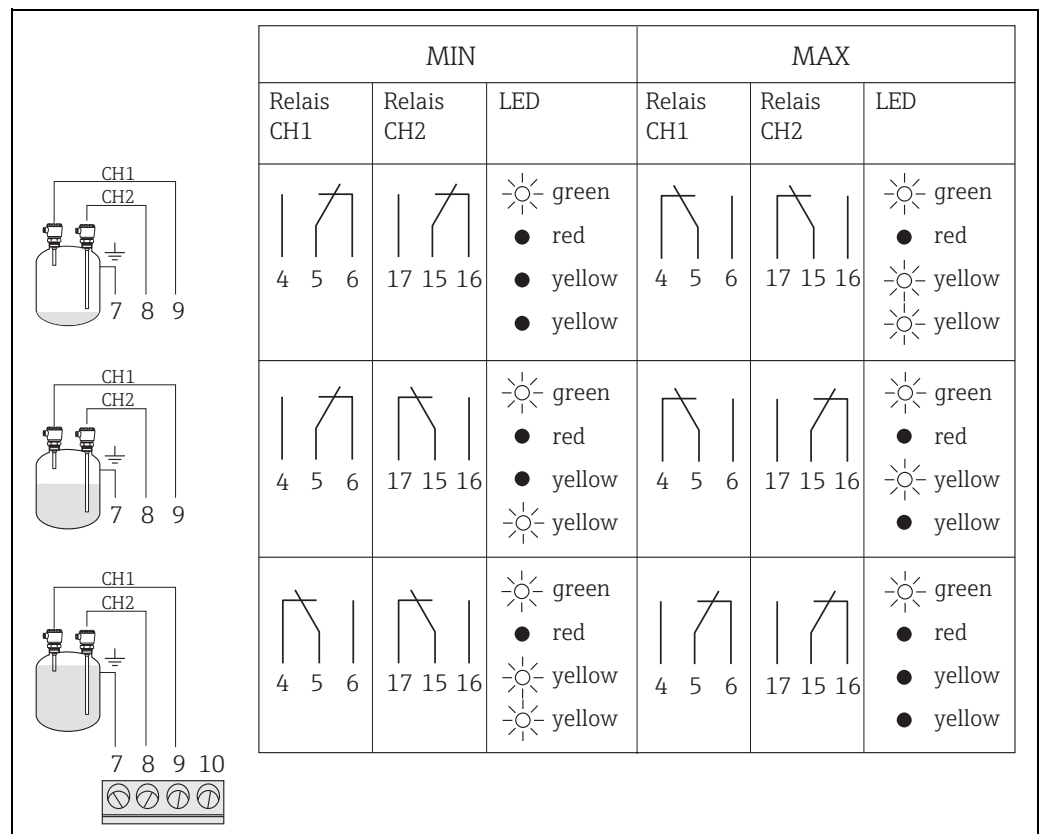 MIN MAX
Relais CH1 Relais CH2 LED Relais CH1 Relais CH2 LED
CH1
CH2
7 8 9
4 5 6 17 15 16
green
red
yellow
yellow
4 5 6 17 15 16
green
red
yellow
yellow
CH1
CH2
7 8 9
4 5 6 17 15 16
green
red
yellow
yellow
4 5 6 17 15 16
green
red
yellow
yellow
CH1
CH2
4 5 6 17 15 16
green
red
yellow
yellow
4 5 6 17 15 16
green
red
yellow
yellow
7 8 9 10